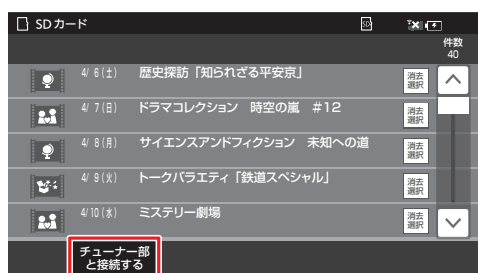 SDカード
件数
40
4/ 6(土) 歴史探訪「知られざる平安京」 消去選択
4/ 7(日) ドラマコレクション 時空の嵐 #12 消去選択
4/ 8(月) サイエンスアンドフィクション 未知への道 消去選択
4/ 9(火) トークバラエティ「鉄道スペシャル」 消去選択
4/10(水) ミステリー劇場 消去選択
チューナー部
と接続する